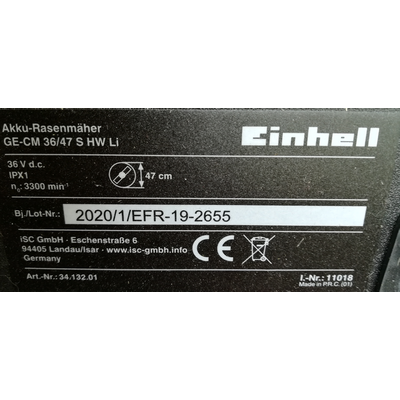 Akku-Rasenmäher
GE-CM 36/47 S HW Li
Einhell
36 V d.c.
IPX1
n₀: 3300 min⁻¹
47 cm
Bj./Lot-Nr.: 2020/1/EFR-19-2655
iSC GmbH · Eschenstraße 6
94405 Landau/Isar · www.isc-gmbh.info
Germany
CE
Art.-Nr.: 34.132.01
I.-Nr.: 11018
Made in P.R.C. (01)